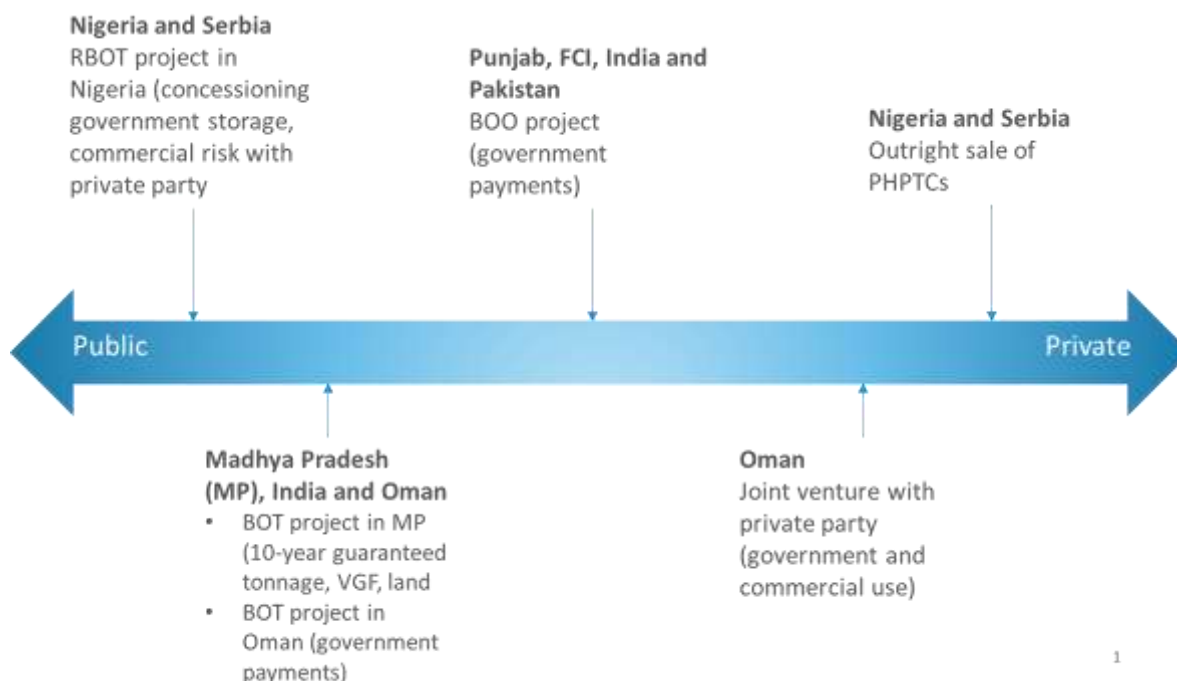 Nigeria and Serbia
RBOT project in
Nigeria (concessioning
government storage,
commercial risk with
private party
Punjab, FCI, India and
Pakistan
BOO project
(government
payments)
Nigeria and Serbia
Outright sale of
PHPTCs
Public
Private
Madhya Pradesh
(MP), India and Oman
• BOT project in MP
(10-year guaranteed
tonnage, VGF, land
• BOT project in
Oman (government
payments)
Oman
Joint venture with
private party
(government and
commercial use)
1